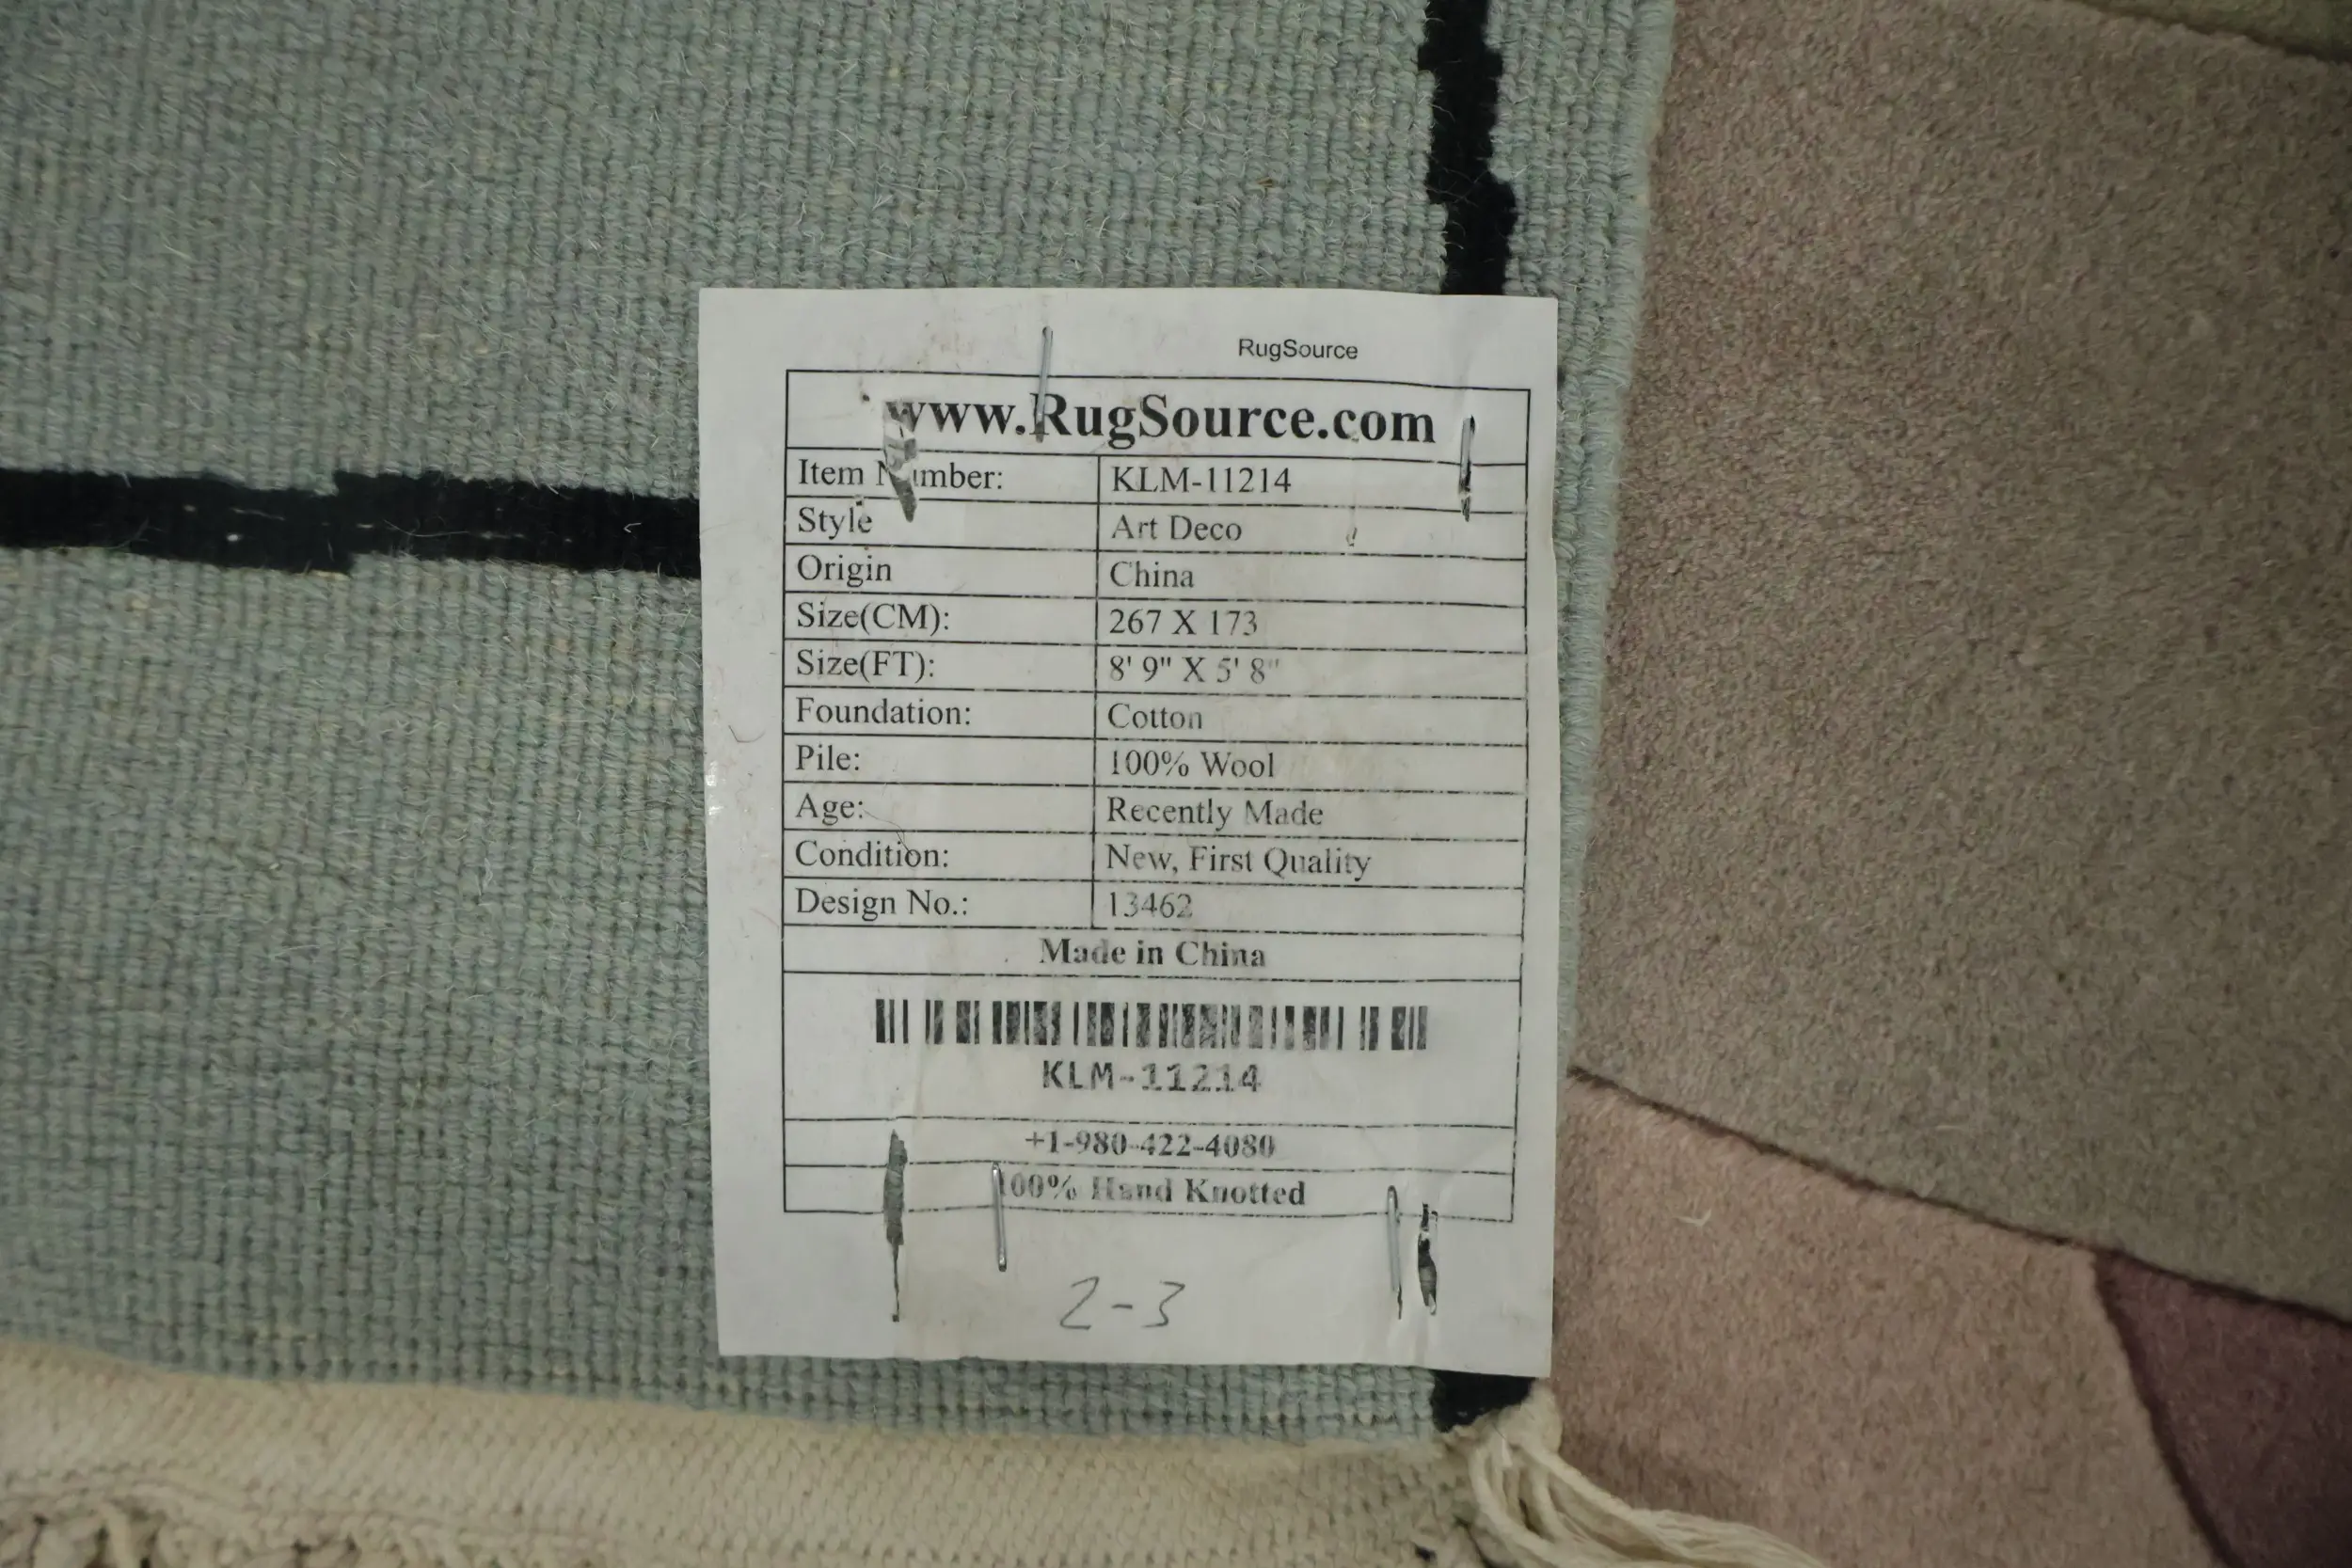 RugSource
www.RugSource.com
Item Number: KLM-11214
Style Art Deco
Origin China
Size(CM): 267 X 173
Size(FT): 8' 9" X 5' 8"
Foundation: Cotton
Pile: 100% Wool
Age: Recently Made
Condition: New, First Quality
Design No.: 13462
Made in China
KLM-11214
+1-980-422-4080
100% Hand Knotted
2-3